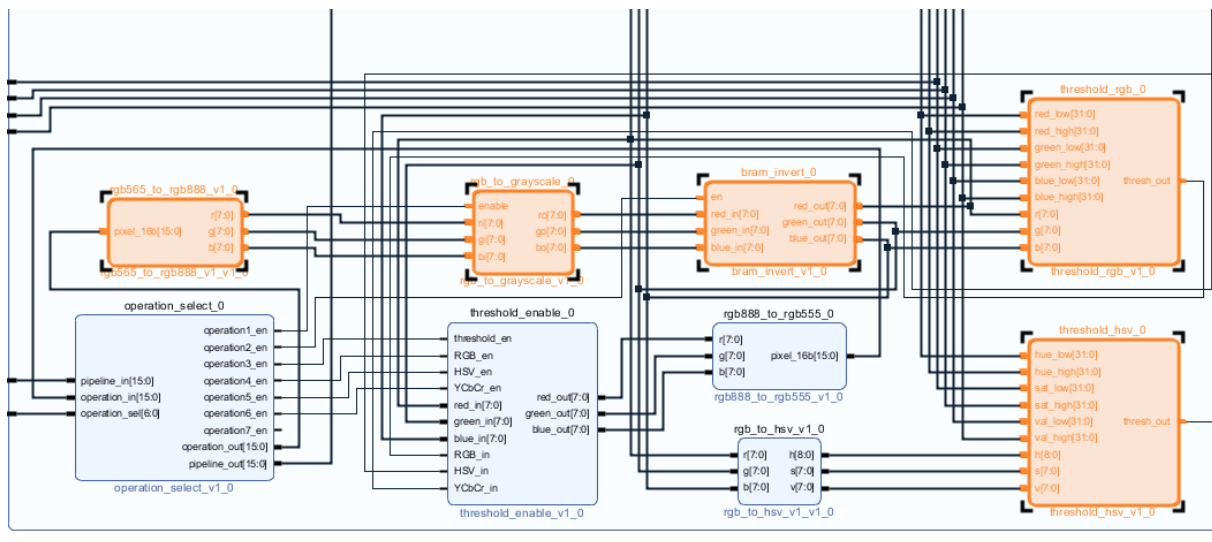 rgb565_to_rgb888_v1_0
pixel_16b[15:0]
r[7:0]
g[7:0]
b[7:0]
rgb565_to_rgb888_v1_v1_0
rgb_to_grayscale_0
enable
ri[7:0]
gi[7:0]
bi[7:0]
ro[7:0]
go[7:0]
bo[7:0]
rgb_to_grayscale_v1_0
bram_invert_0
en
red_in[7:0]
green_in[7:0]
blue_in[7:0]
red_out[7:0]
green_out[7:0]
blue_out[7:0]
bram_invert_v1_0
threshold_rgb_0
red_low[31:0]
red_high[31:0]
green_low[31:0]
green_high[31:0]
blue_low[31:0]
blue_high[31:0]
r[7:0]
g[7:0]
b[7:0]
thresh_out
threshold_rgb_v1_0
operation_select_0
pipeline_in[15:0]
operation_in[15:0]
operation_sel[6:0]
operation1_en
operation2_en
operation3_en
operation4_en
operation5_en
operation6_en
operation7_en
operation_out[15:0]
pipeline_out[15:0]
operation_select_v1_0
threshold_enable_0
threshold_en
RGB_en
HSV_en
YCbCr_en
red_in[7:0]
green_in[7:0]
blue_in[7:0]
RGB_in
HSV_in
YCbCr_in
red_out[7:0]
green_out[7:0]
blue_out[7:0]
threshold_enable_v1_0
rgb888_to_rgb555_0
r[7:0]
g[7:0]
b[7:0]
pixel_16b[15:0]
rgb888_to_rgb555_v1_0
rgb_to_hsv_v1_0
r[7:0]
g[7:0]
b[7:0]
h[8:0]
s[7:0]
v[7:0]
rgb_to_hsv_v1_v1_0
threshold_hsv_0
hue_low[31:0]
hue_high[31:0]
sat_low[31:0]
sat_high[31:0]
val_low[31:0]
val_high[31:0]
h[8:0]
s[7:0]
v[7:0]
thresh_out
threshold_hsv_v1_0